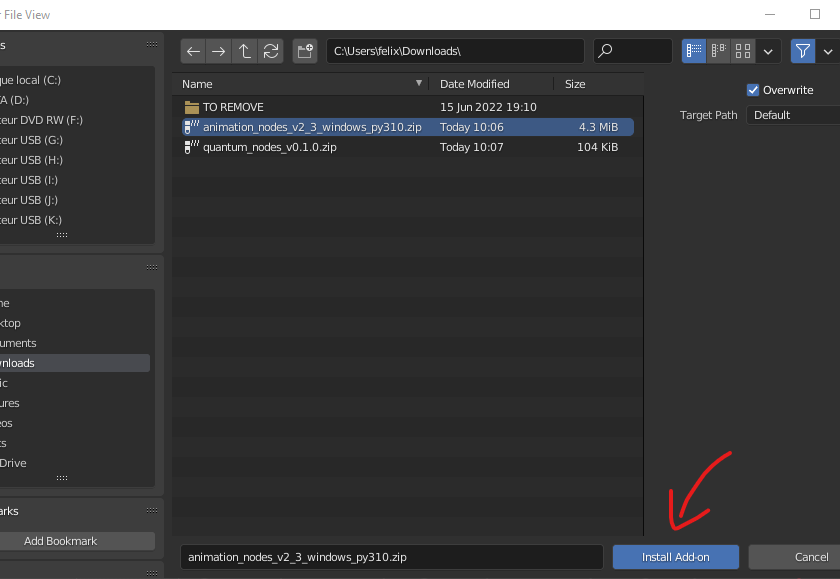 File View
C:\Users\felix\Downloads\
Name Date Modified Size
TO REMOVE 15 Jun 2022 19:10
animation_nodes_v2_3_windows_py310.zip Today 10:06 4.3 MiB
quantum_nodes_v0.1.0.zip Today 10:07 104 KiB
que local (C:)
A (D:)
teur DVD RW (F:)
teur USB (G:)
teur USB (H:)
teur USB (I:)
teur USB (J:)
teur USB (K:)
ne
ktop
uments
wnloads
ic
ures
eos
ts
Drive
arks
Add Bookmark
Overwrite
Target Path Default
animation_nodes_v2_3_windows_py310.zip
Install Add-on
Cancel